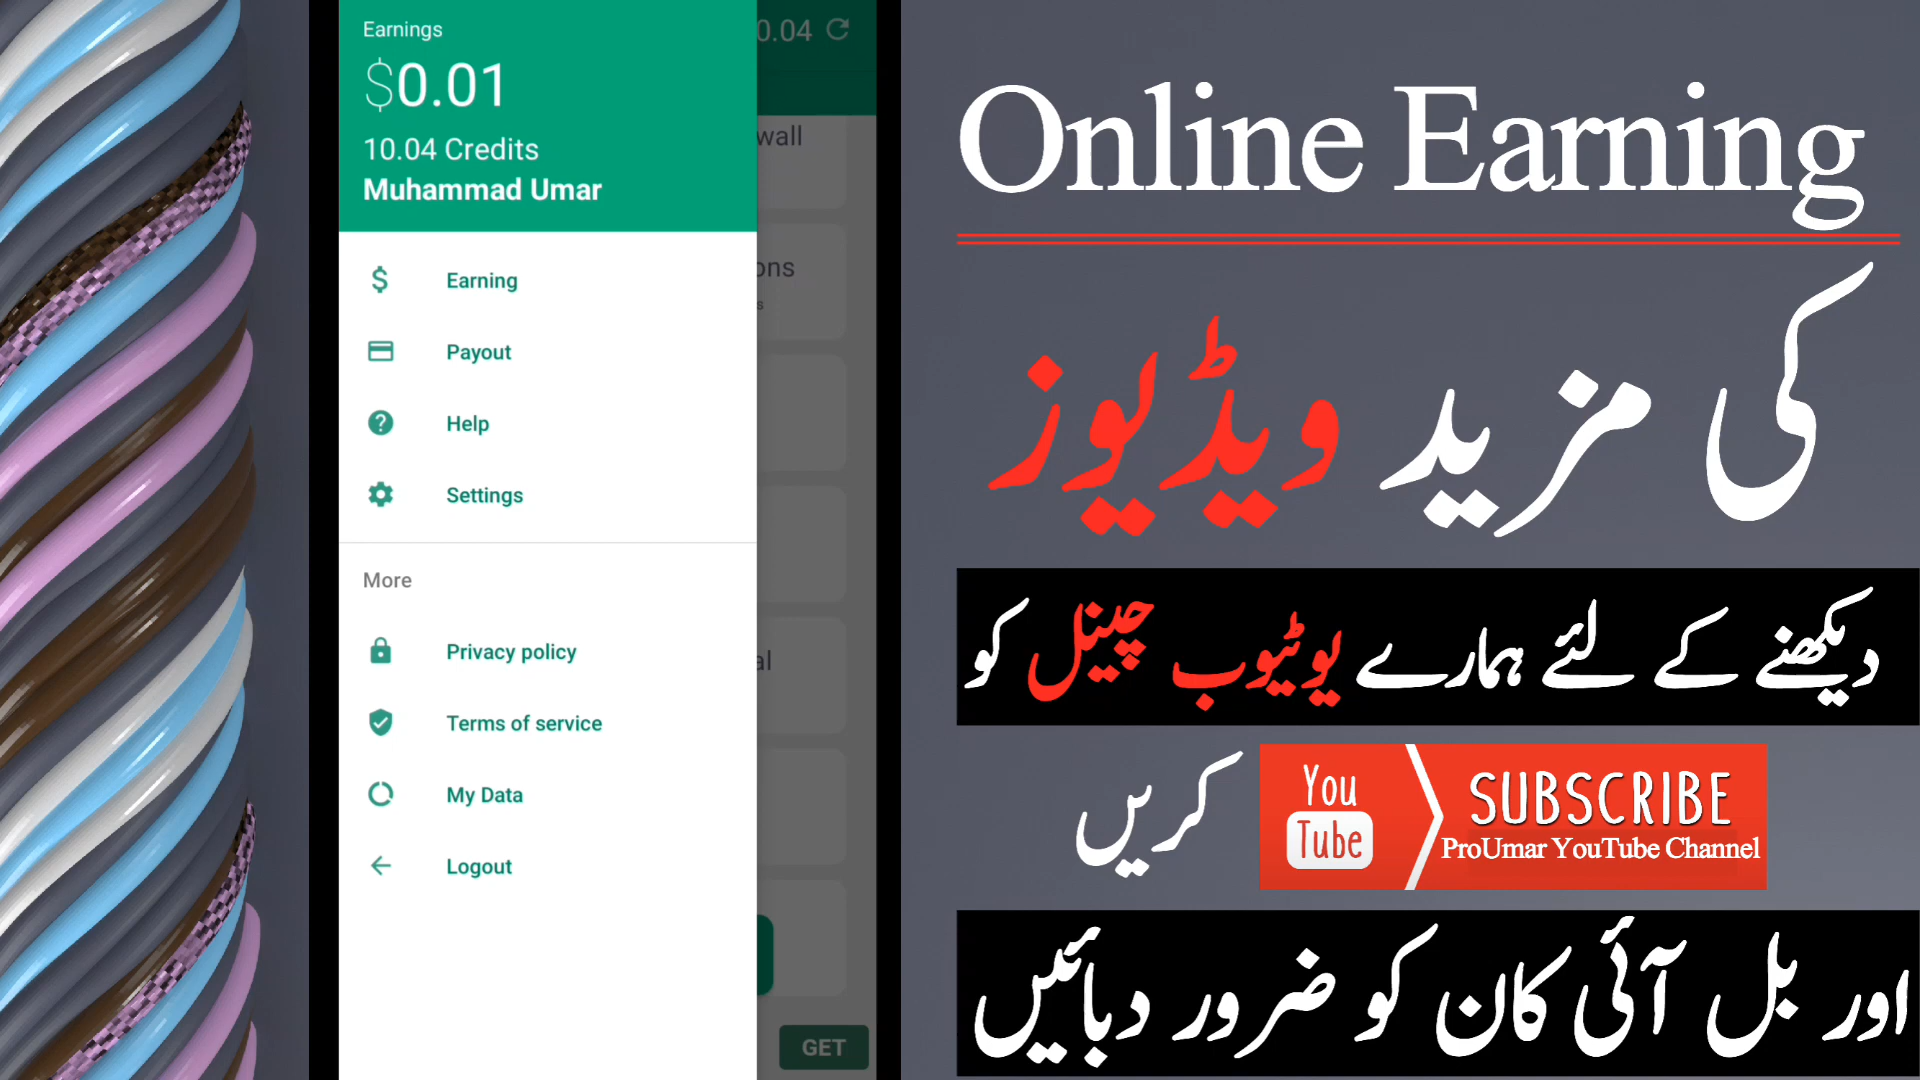 Earnings
$0.01
10.04 Credits
Muhammad Umar
Earning
Payout
Help
Settings
More
Privacy policy
Terms of service
My Data
Logout
0.04
wall
ons
s
al
GET
Online Earning
کی مزید ویڈیوز
دیکھنے کے لئے ہمارے یوٹیوب چینل کو
You
Tube
SUBSCRIBE
ProUmar YouTube Channel
کریں
اور بل آئی کان کو ضرور دبائیں